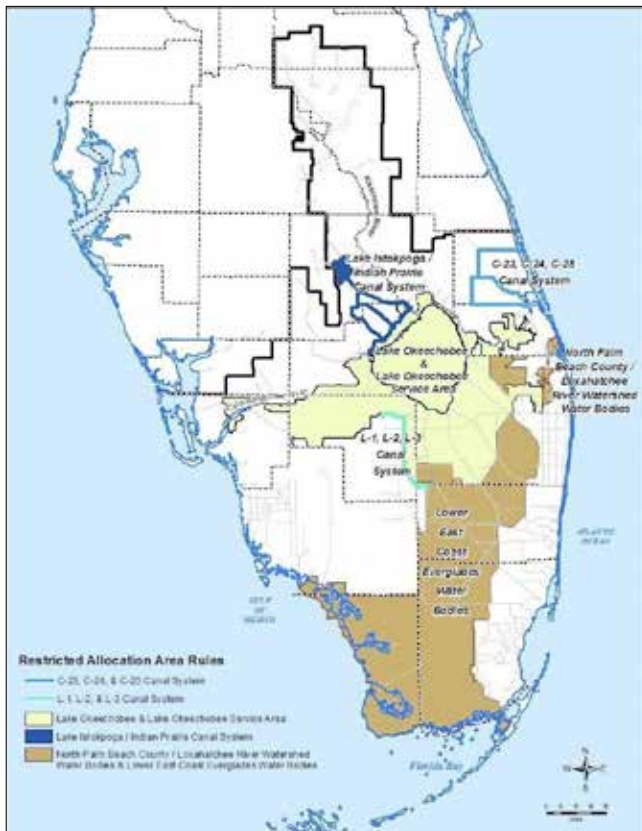 Lake Istokpoga /
Indian Prairie
Canal System
C-23, C-24, C-25
Canal System
Lake Okeechobee
&
Lake Okeechobee
Service Area
North Palm
Beach County /
Loxahatchee
River Watershed
Water Bodies
L-1, L-2, L-3
Canal
System
Lower
East
Coast
Everglades
Water
Bodies
ATLANTIC
OCEAN
GULF
OF
MEXICO
Restricted Allocation Area Rules
C-23, C-24, & C-25 Canal System
L-1, L-2, & L-3 Canal System
Lake Okeechobee & Lake Okeechobee Service Area
Lake Istokpoga / Indian Prairie Canal System
North Palm Beach County / Loxahatchee River Watershed
Water Bodies & Lower East Coast Everglades Water Bodies
Florida Bay
N
W
E
S